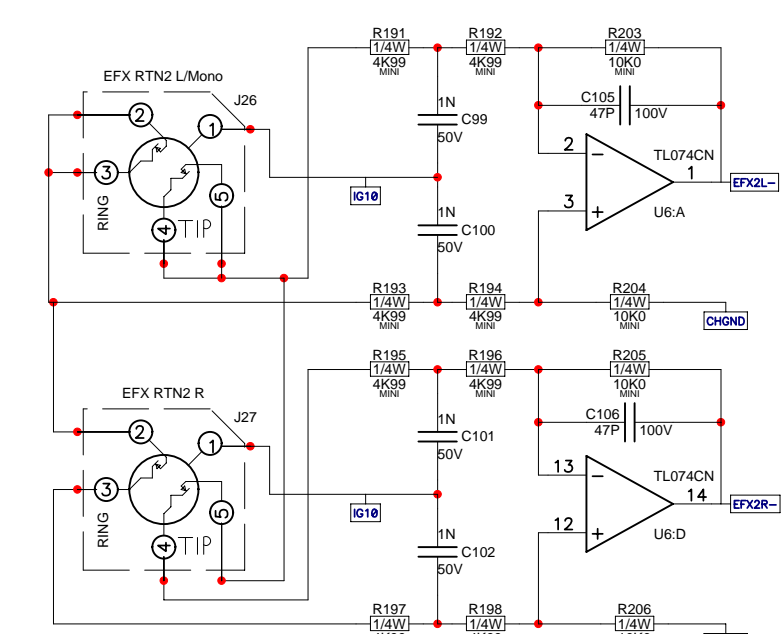 R191
1/4W
4K99
MINI
R192
1/4W
4K99
MINI
R203
1/4W
10K0
MINI
EFX RTN2 L/Mono
J26
2
1
3
RING
4
TIP
5
1N
C99
50V
C105
47P
100V
TL074CN
2
−
1
EFX2L−
3
+
U6:A
IG10
1N
C100
50V
R193
1/4W
4K99
MINI
R194
1/4W
4K99
MINI
R204
1/4W
10K0
MINI
CHGND
R195
1/4W
4K99
MINI
R196
1/4W
4K99
MINI
R205
1/4W
10K0
MINI
EFX RTN2 R
J27
2
1
3
RING
4
TIP
5
1N
C101
50V
C106
47P
100V
TL074CN
13
−
14
EFX2R−
12
+
U6:D
IG10
1N
C102
50V
R197
1/4W
R198
1/4W
R206
1/4W